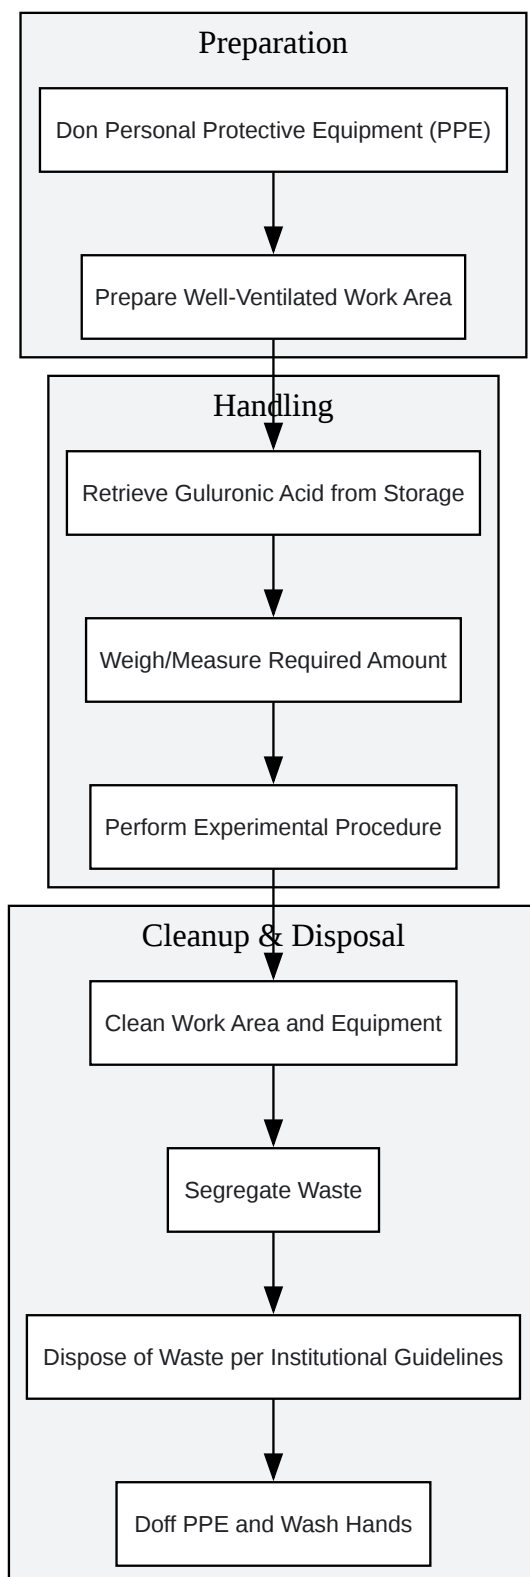 Preparation
Don Personal Protective Equipment (PPE)
Prepare Well-Ventilated Work Area
Handling
Retrieve Guluronic Acid from Storage
Weigh/Measure Required Amount
Perform Experimental Procedure
Cleanup & Disposal
Clean Work Area and Equipment
Segregate Waste
Dispose of Waste per Institutional Guidelines
Doff PPE and Wash Hands